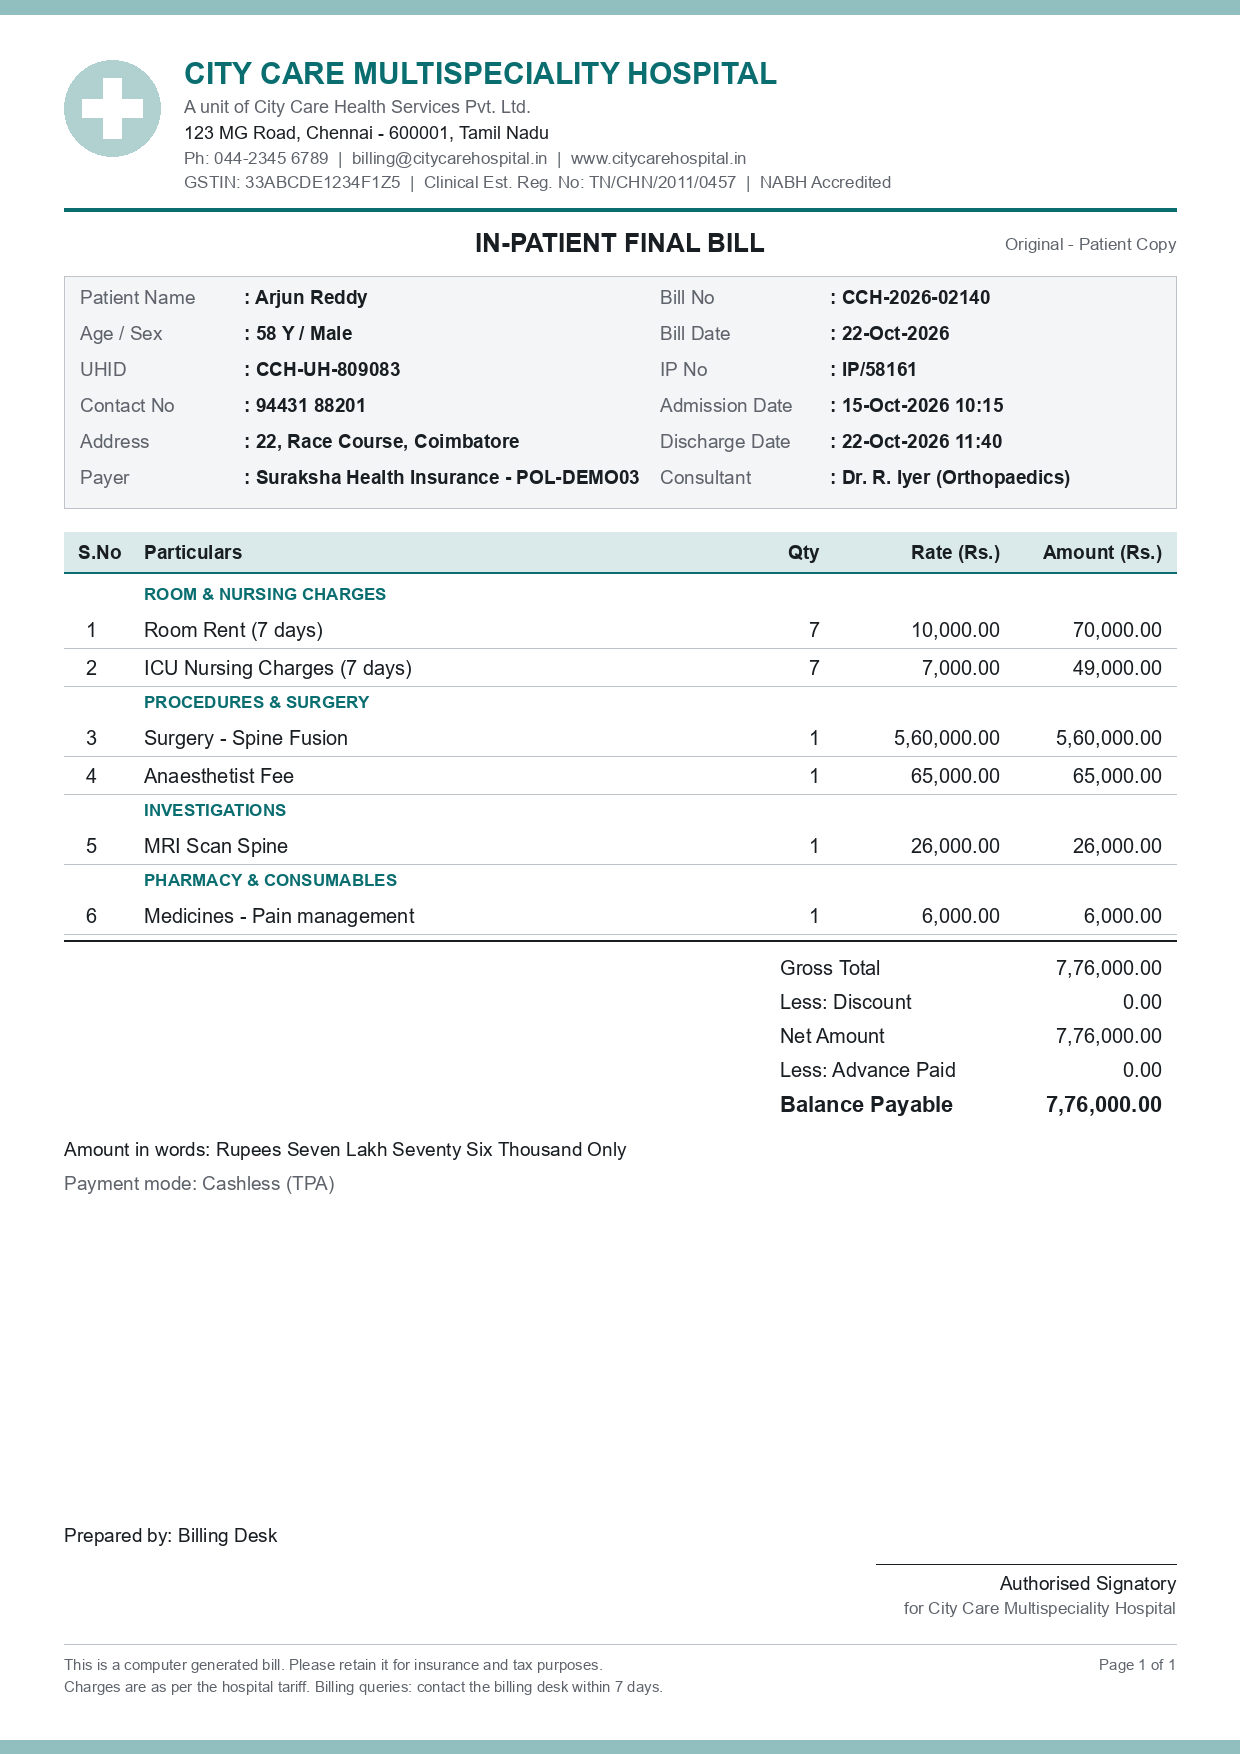 CITY CARE MULTISPECIALITY HOSPITAL
A unit of City Care Health Services Pvt. Ltd.
123 MG Road, Chennai - 600001, Tamil Nadu
Ph: 044-2345 6789 | billing@citycarehospital.in | www.citycarehospital.in
GSTIN: 33ABCDE1234F1Z5 | Clinical Est. Reg. No: TN/CHN/2011/0457 | NABH Accredited
IN-PATIENT FINAL BILL Original - Patient Copy
Patient Name : Arjun Reddy Bill No : CCH-2026-02140
Age / Sex : 58 Y / Male Bill Date : 22-Oct-2026
UHID : CCH-UH-809083 IP No : IP/58161
Contact No : 94431 88201 Admission Date : 15-Oct-2026 10:15
Address : 22, Race Course, Coimbatore Discharge Date : 22-Oct-2026 11:40
Payer : Suraksha Health Insurance - POL-DEMO03 Consultant : Dr. R. Iyer (Orthopaedics)
S.No Particulars Qty Rate (Rs.) Amount (Rs.)
ROOM & NURSING CHARGES
1 Room Rent (7 days) 7 10,000.00 70,000.00
2 ICU Nursing Charges (7 days) 7 7,000.00 49,000.00
PROCEDURES & SURGERY
3 Surgery - Spine Fusion 1 5,60,000.00 5,60,000.00
4 Anaesthetist Fee 1 65,000.00 65,000.00
INVESTIGATIONS
5 MRI Scan Spine 1 26,000.00 26,000.00
PHARMACY & CONSUMABLES
6 Medicines - Pain management 1 6,000.00 6,000.00
Gross Total 7,76,000.00
Less: Discount 0.00
Net Amount 7,76,000.00
Less: Advance Paid 0.00
Balance Payable 7,76,000.00
Amount in words: Rupees Seven Lakh Seventy Six Thousand Only
Payment mode: Cashless (TPA)
Prepared by: Billing Desk
Authorised Signatory
for City Care Multispeciality Hospital
This is a computer generated bill. Please retain it for insurance and tax purposes. Page 1 of 1
Charges are as per the hospital tariff. Billing queries: contact the billing desk within 7 days.